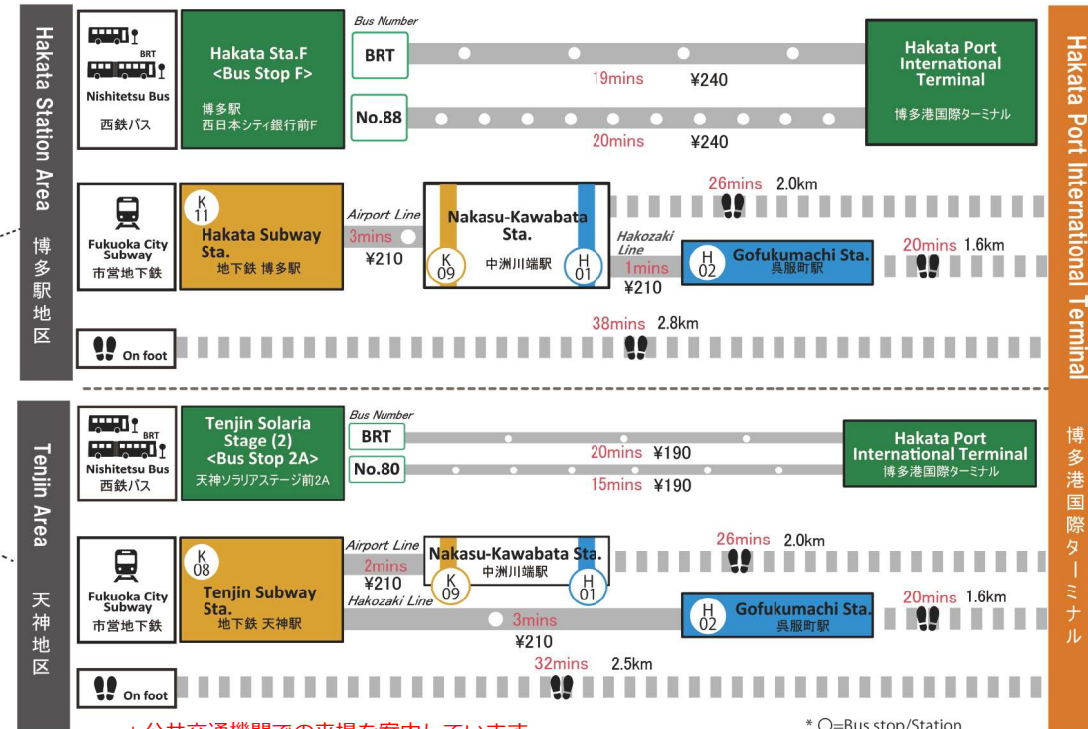 Hakata Station Area 博多駅地区
BRT
Nishitetsu Bus
西鉄バス
Hakata Sta.F
<Bus Stop F>
博多駅
西日本シティ銀行前F
Bus Number
BRT
19mins ¥240
No.88
20mins ¥240
Hakata Port
International
Terminal
博多港国際ターミナル
Fukuoka City
Subway
市営地下鉄
K
11
Hakata Subway
Sta.
地下鉄 博多駅
Airport Line
3mins
¥210
Nakasu-Kawabata
Sta.
中洲川端駅
K
09
H
01
26mins 2.0km
Hakozaki
Line
1mins
¥210
H
02
Gofukumachi Sta.
呉服町駅
20mins 1.6km
On foot
38mins 2.8km
Tenjin Area 天神地区
BRT
Nishitetsu Bus
西鉄バス
Tenjin Solaria
Stage (2)
<Bus Stop 2A>
天神ソラリアステージ前2A
Bus Number
BRT
20mins ¥190
No.80
15mins ¥190
Hakata Port
International Terminal
博多港国際ターミナル
Fukuoka City
Subway
市営地下鉄
K
08
Tenjin Subway
Sta.
地下鉄 天神駅
Airport Line
2mins
¥210
Nakasu-Kawabata Sta.
中洲川端駅
K
09
H
01
26mins 2.0km
Hakozaki Line
3mins
¥210
H
02
Gofukumachi Sta.
呉服町駅
20mins 1.6km
On foot
32mins 2.5km
* ○=Bus stop/Station
Hakata Port International Terminal 博多港国際ターミナル